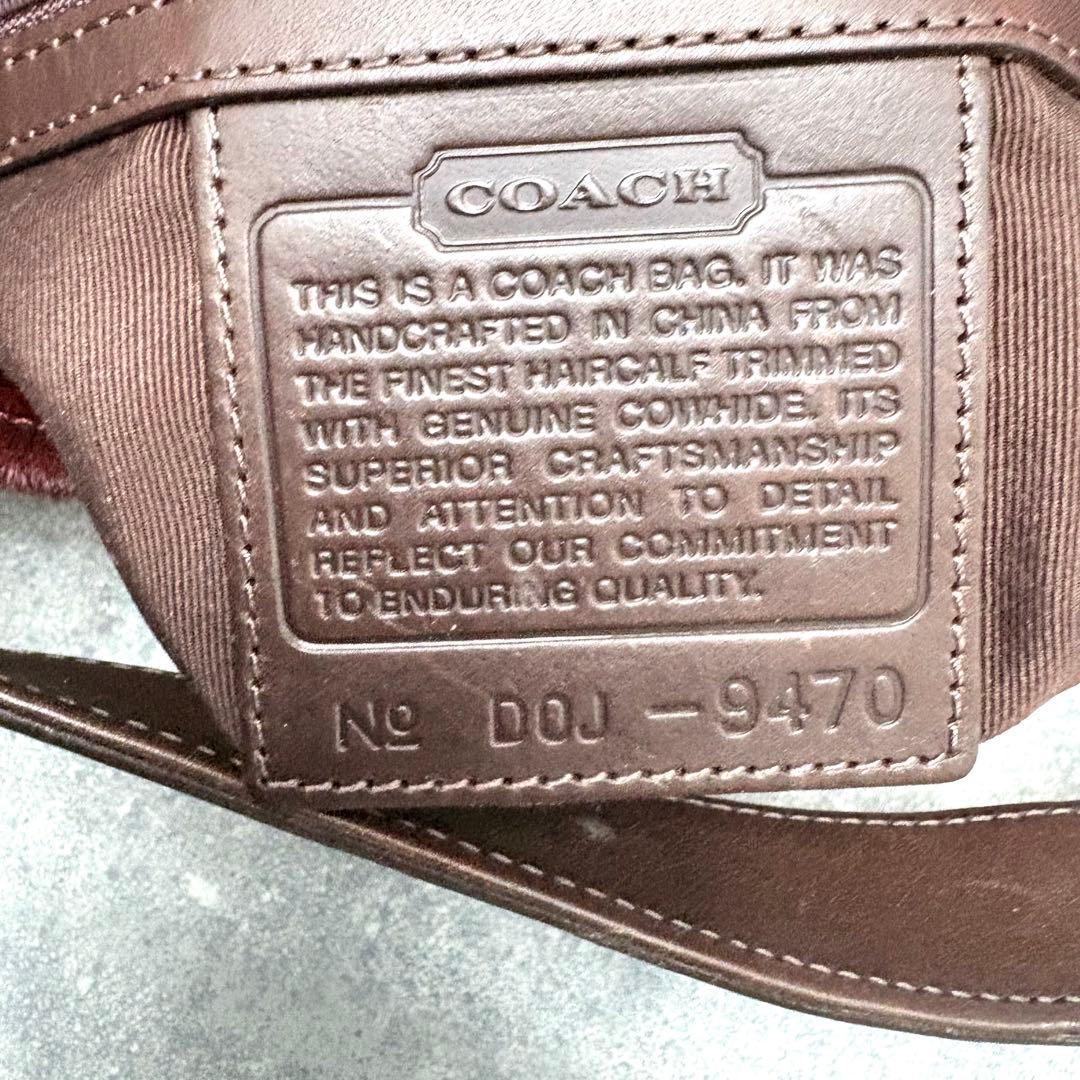 COACH
THIS IS A COACH BAG. IT WAS
HANDCRAFTED IN CHINA FROM
THE FINEST HAIRCALF TRIMMED
WITH GENUINE COWHIDE. ITS
SUPERIOR CRAFTSMANSHIP
AND ATTENTION TO DETAIL
REFLECT OUR COMMITMENT
TO ENDURING QUALITY.
No D0J -9470